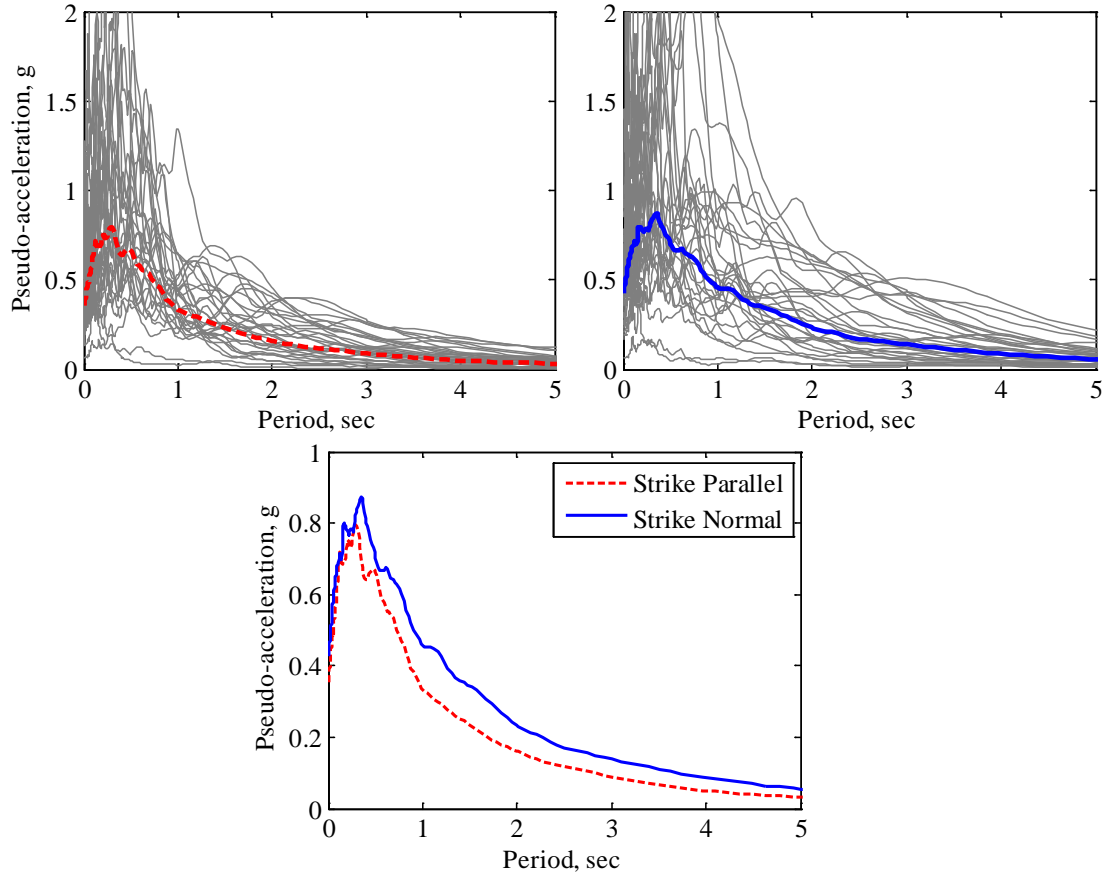 Pseudo-acceleration, g
2
1.5
1
0.5
0
0 1 2 3 4 5
Period, sec
2
1.5
1
0.5
0
0 1 2 3 4 5
Period, sec
Pseudo-acceleration, g
1
0.8
0.6
0.4
0.2
0
0 1 2 3 4 5
Period, sec
Strike Parallel
Strike Normal